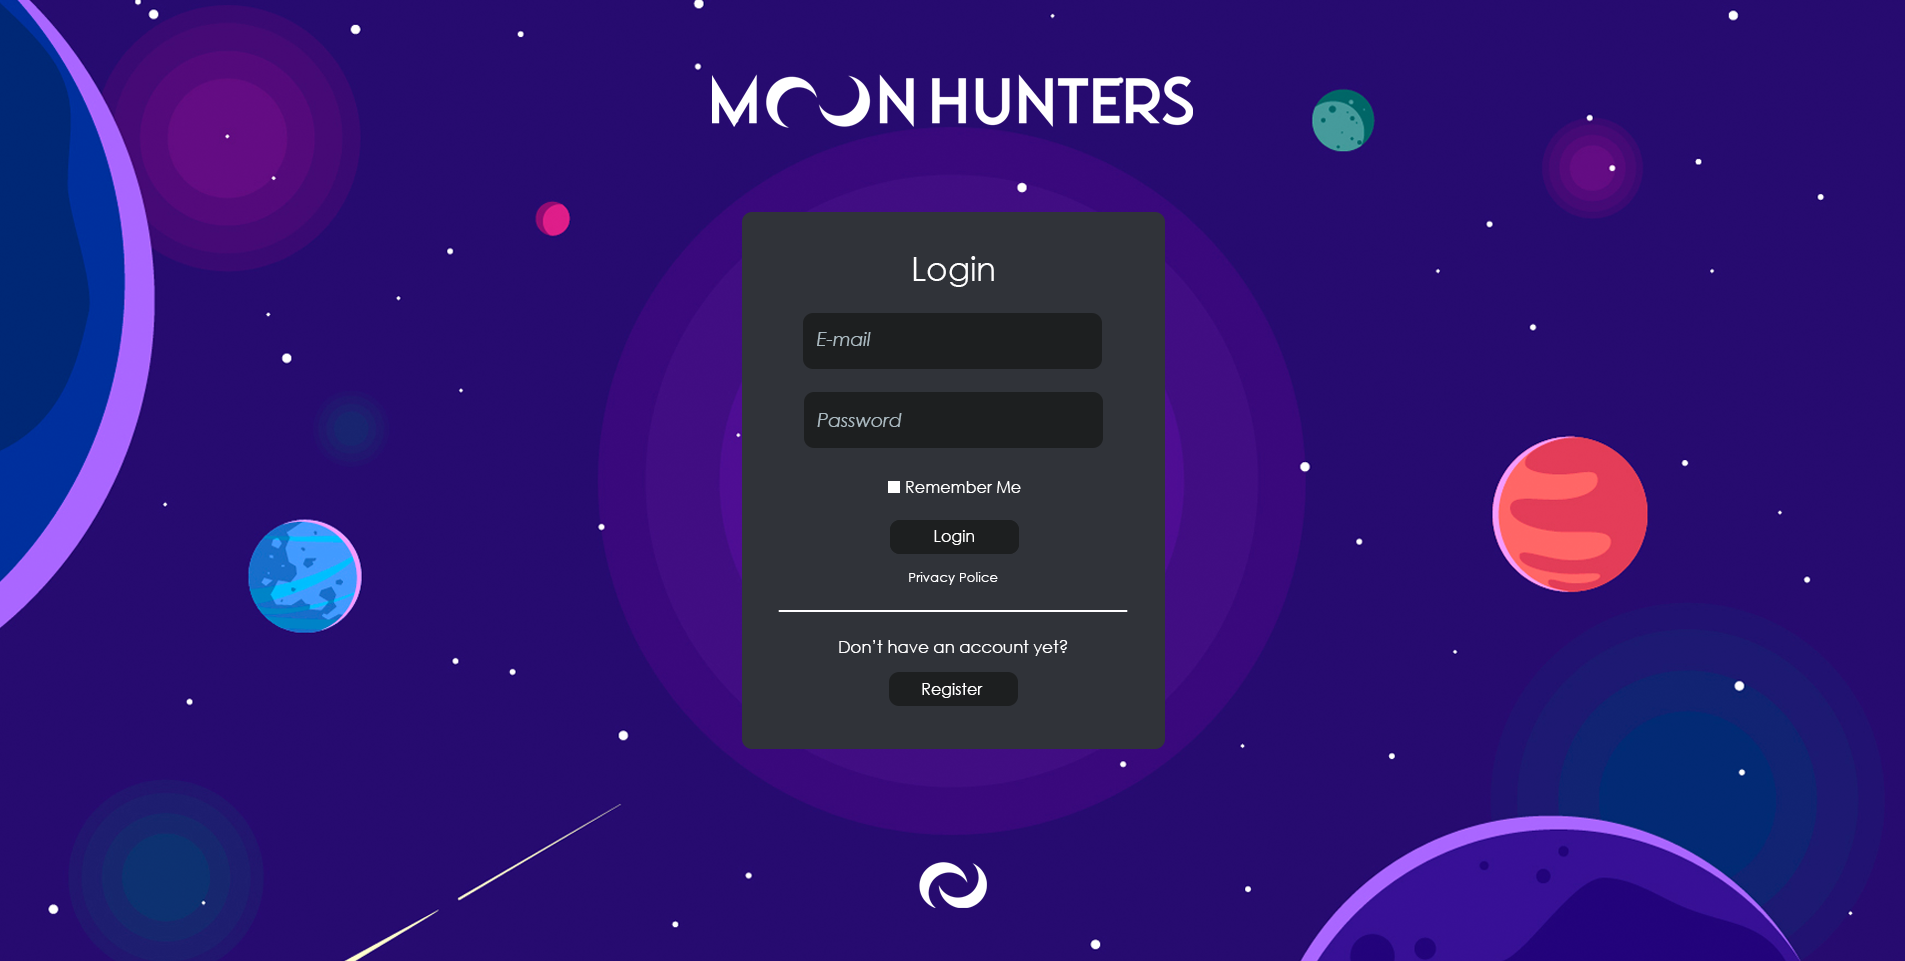 MOON HUNTERS
Login
E-mail
Password
Remember Me
Login
Privacy Police
Don't have an account yet?
Register